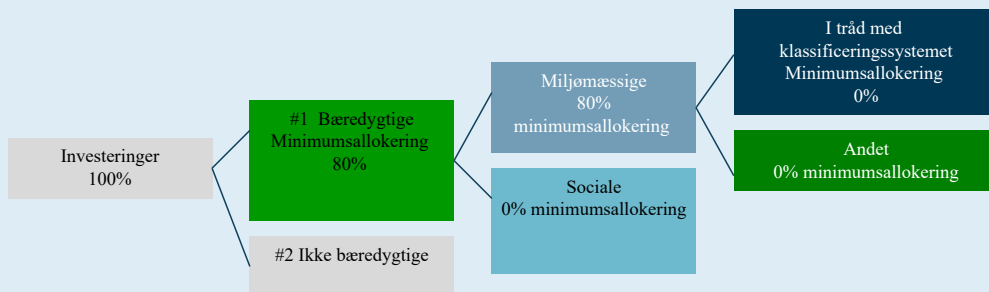 Investeringer
100%
#1 Bæredygtige
Minimumsallokering
80%
#2 Ikke bæredygtige
Miljømæssige
80%
minimumsallokering
Sociale
0% minimumsallokering
I tråd med
klassificeringssystemet
Minimumsallokering
0%
Andet
0% minimumsallokering